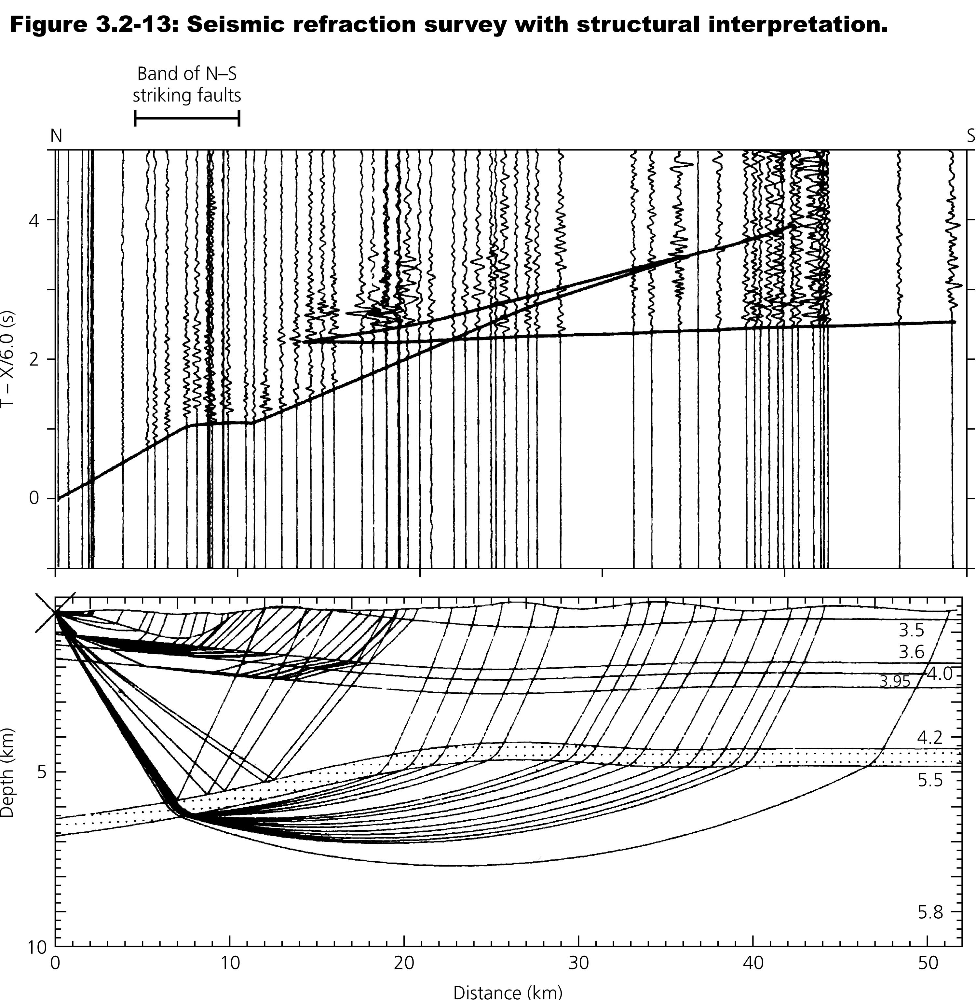 Figure 3.2-13: Seismic refraction survey with structural interpretation.
Band of N–S
striking faults
N
S
4
2
0
T – X/6.0 (s)
3.5
3.6
4.0
3.95
4.2
5
5.5
5.8
10
Depth (km)
0
10
20
30
40
50
Distance (km)